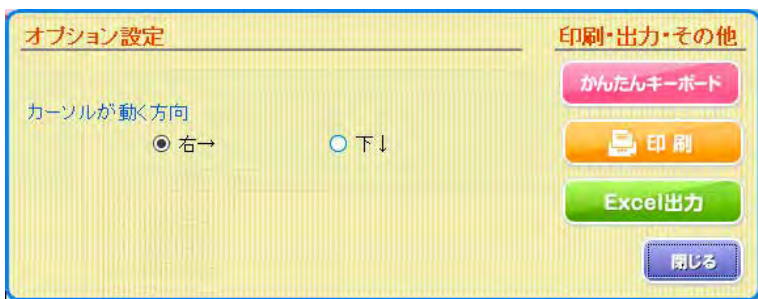 オプション設定
カーソルが動く方向
右→
下↓
印刷・出力・その他
かんたんキーボード
印刷
Excel出力
閉じる